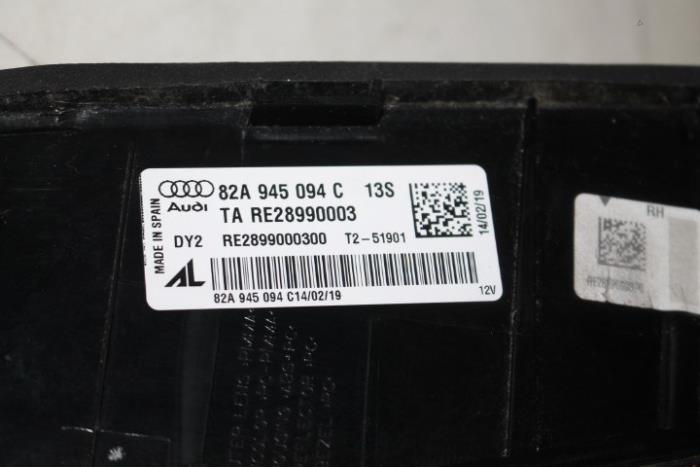 MADE IN SPAIN
Audi
82A 945 094 C 13S
TA RE28990003
DY2 RE2899000300 T2-51901
14/02/19
AL
82A 945 094 C14/02/19
12V
RH